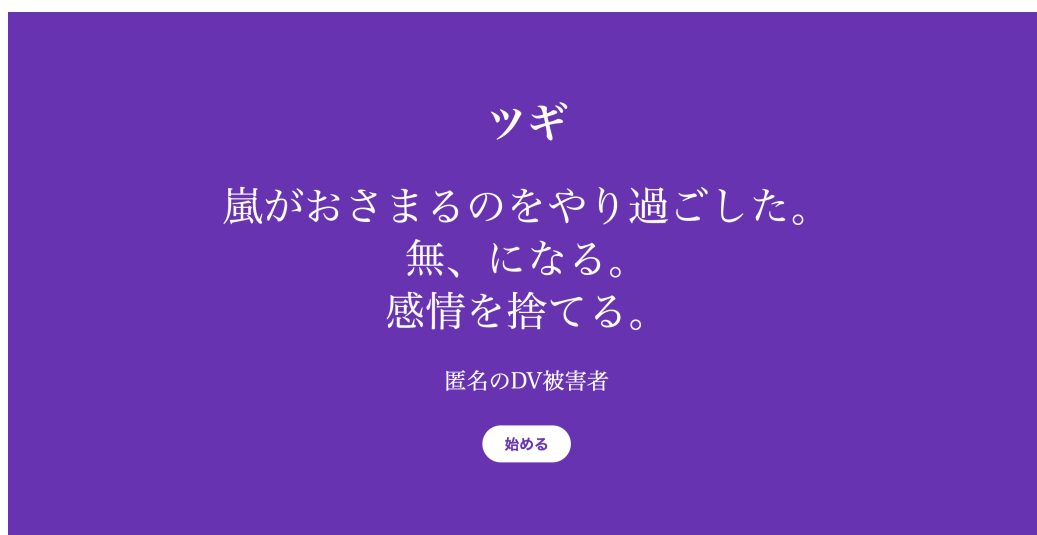 ツギ
嵐がおさまるのをやり過ごした。
無、になる。
感情を捨てる。
匿名のDV被害者
始める